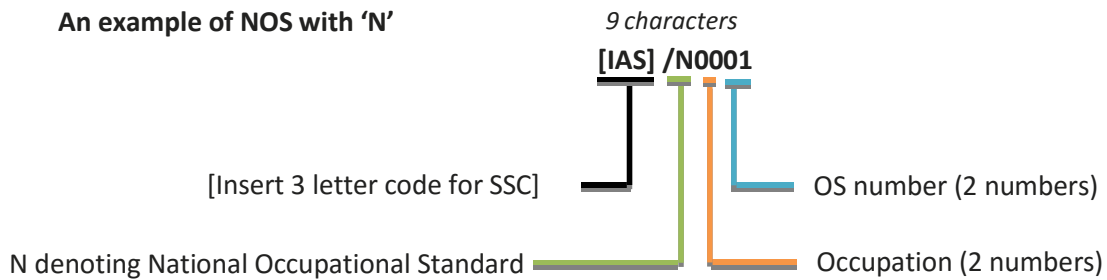 An example of NOS with ‘N’
9 characters
[IAS] /N0001
[Insert 3 letter code for SSC]
OS number (2 numbers)
N denoting National Occupational Standard
Occupation (2 numbers)